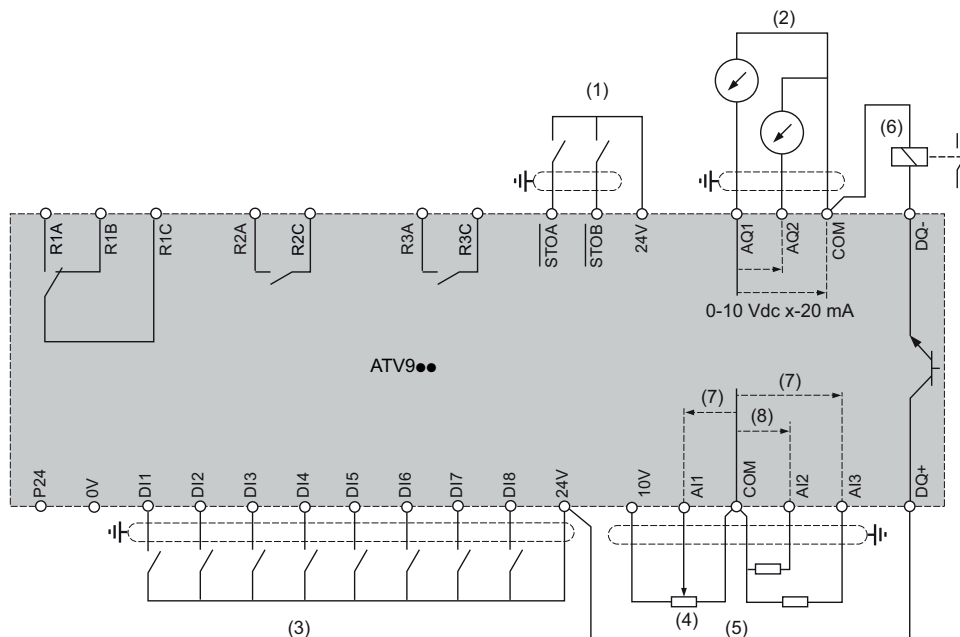 (2)
(1)
(6)
R1A
R1B
R1C
R2A
R2C
R3A
R3C
STOA
STOB
24V
AQ1
AQ2
COM
DQ-
0-10 Vdc x-20 mA
ATV9●●
(7)
(7)
(8)
P24
0V
DI1
DI2
DI3
DI4
DI5
DI6
DI7
DI8
24V
10V
AI1
COM
AI2
AI3
DQ+
(3)
(4)
(5)